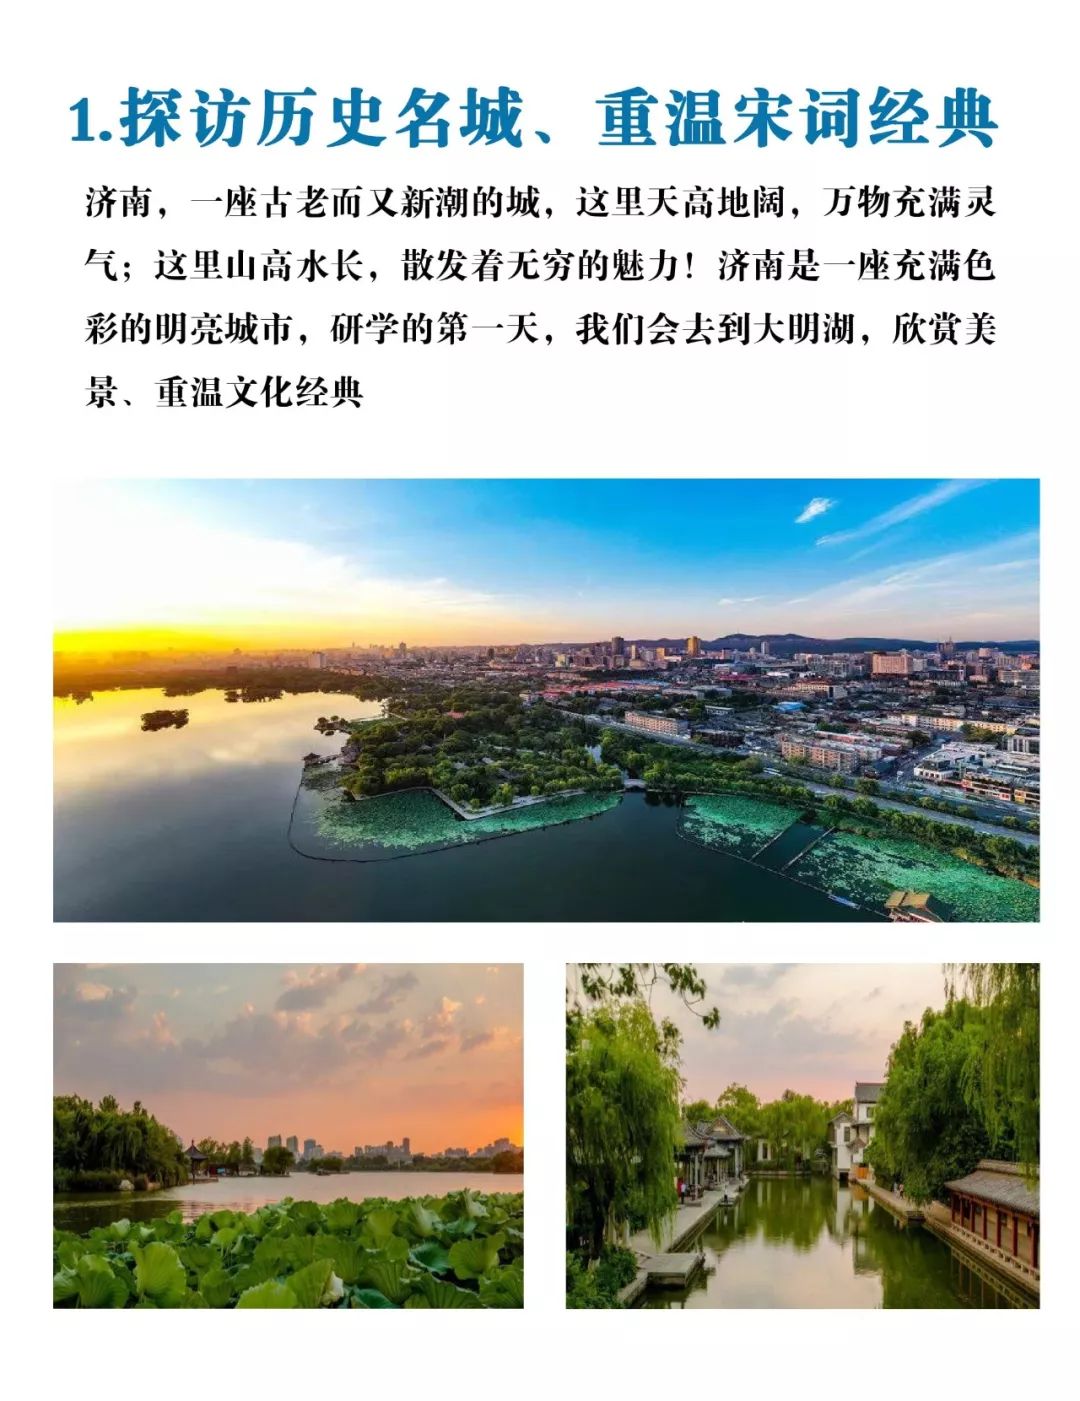 1.探访历史名城、重温宋词经典
济南，一座古老而又新潮的城，这里天高地阔，万物充满灵
气；这里山高水长，散发着无穷的魅力！济南是一座充满色
彩的明亮城市，研学的第一天，我们会去到大明湖，欣赏美
景、重温文化经典